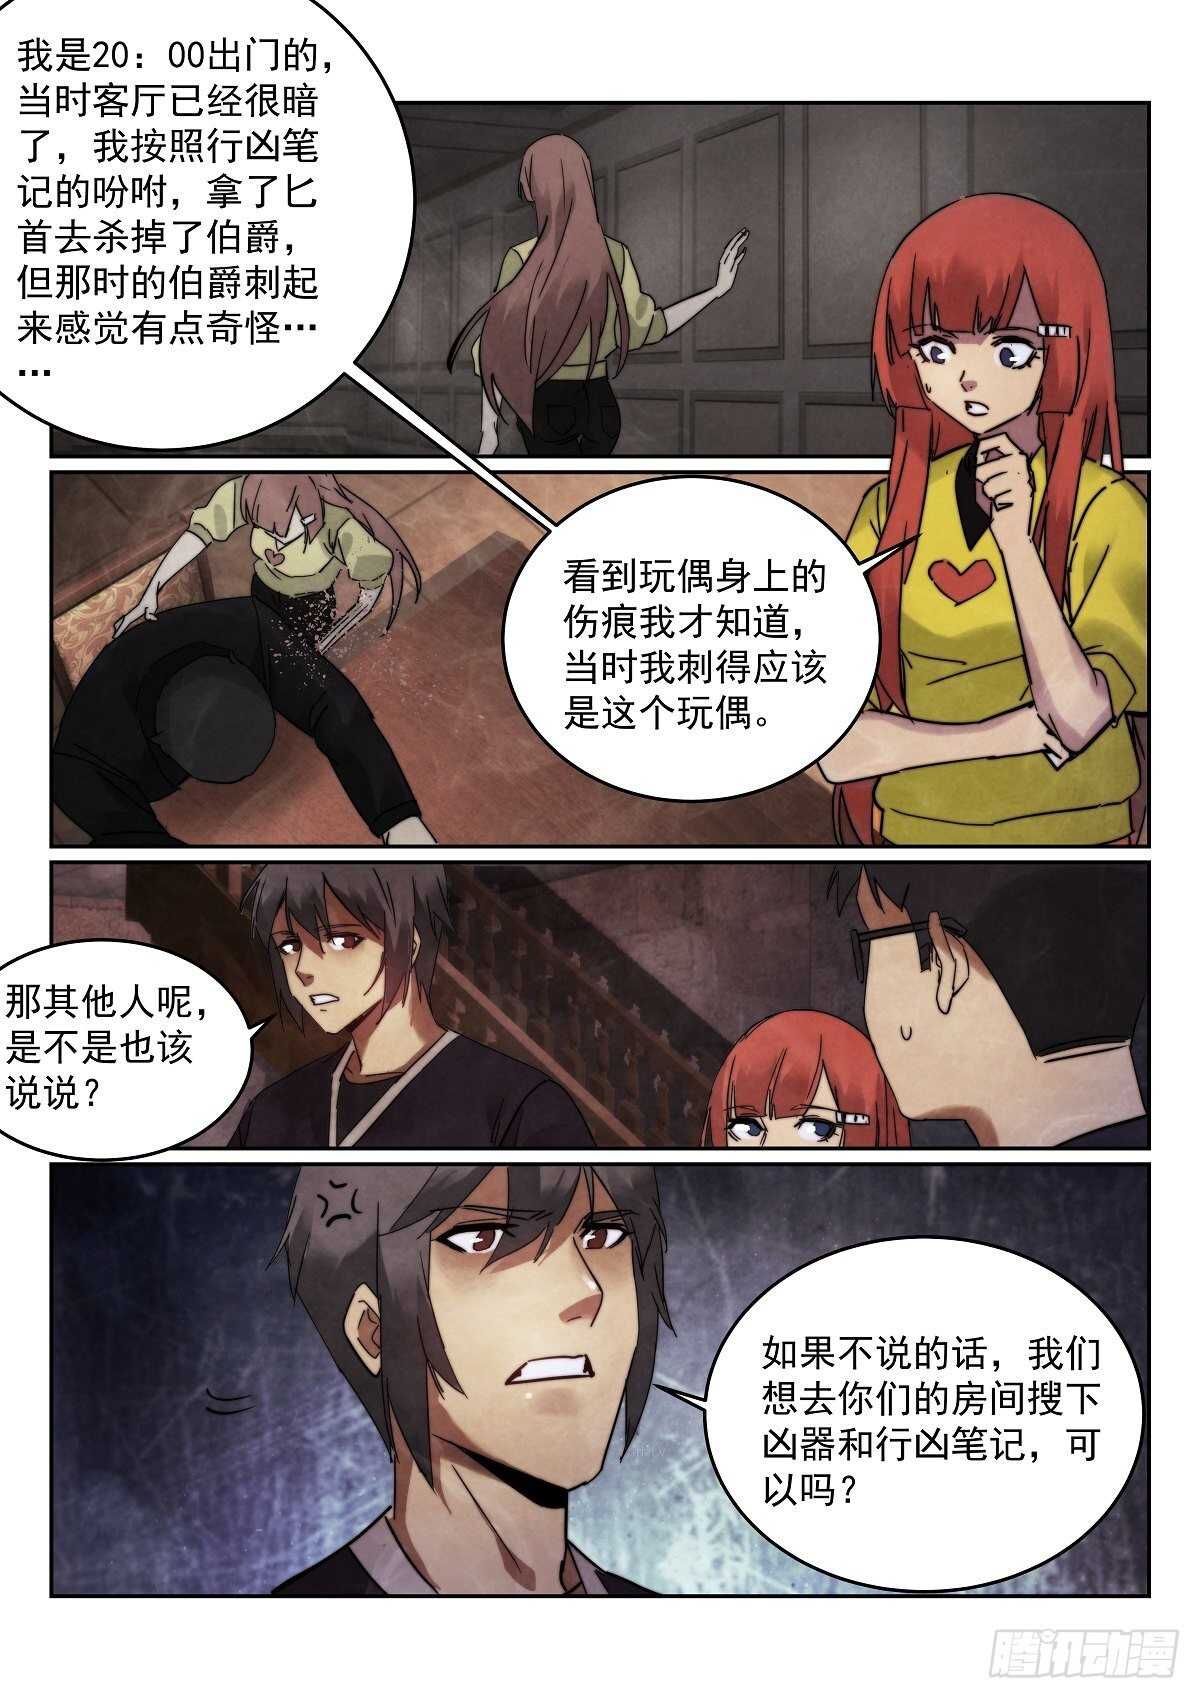 我是20：00出门的，
当时客厅已经很暗
了，我按照行凶笔
记的吩咐，拿了匕
首去杀掉了伯爵，
但那时的伯爵刺起
来感觉有点奇怪…
…
看到玩偶身上的
伤痕我才知道，
当时我刺得应该
是这个玩偶。
那其他人呢，
是不是也该
说说？
如果不说的话，我们
想去你们的房间搜下
凶器和行凶笔记，可
以吗？
腾讯动漫